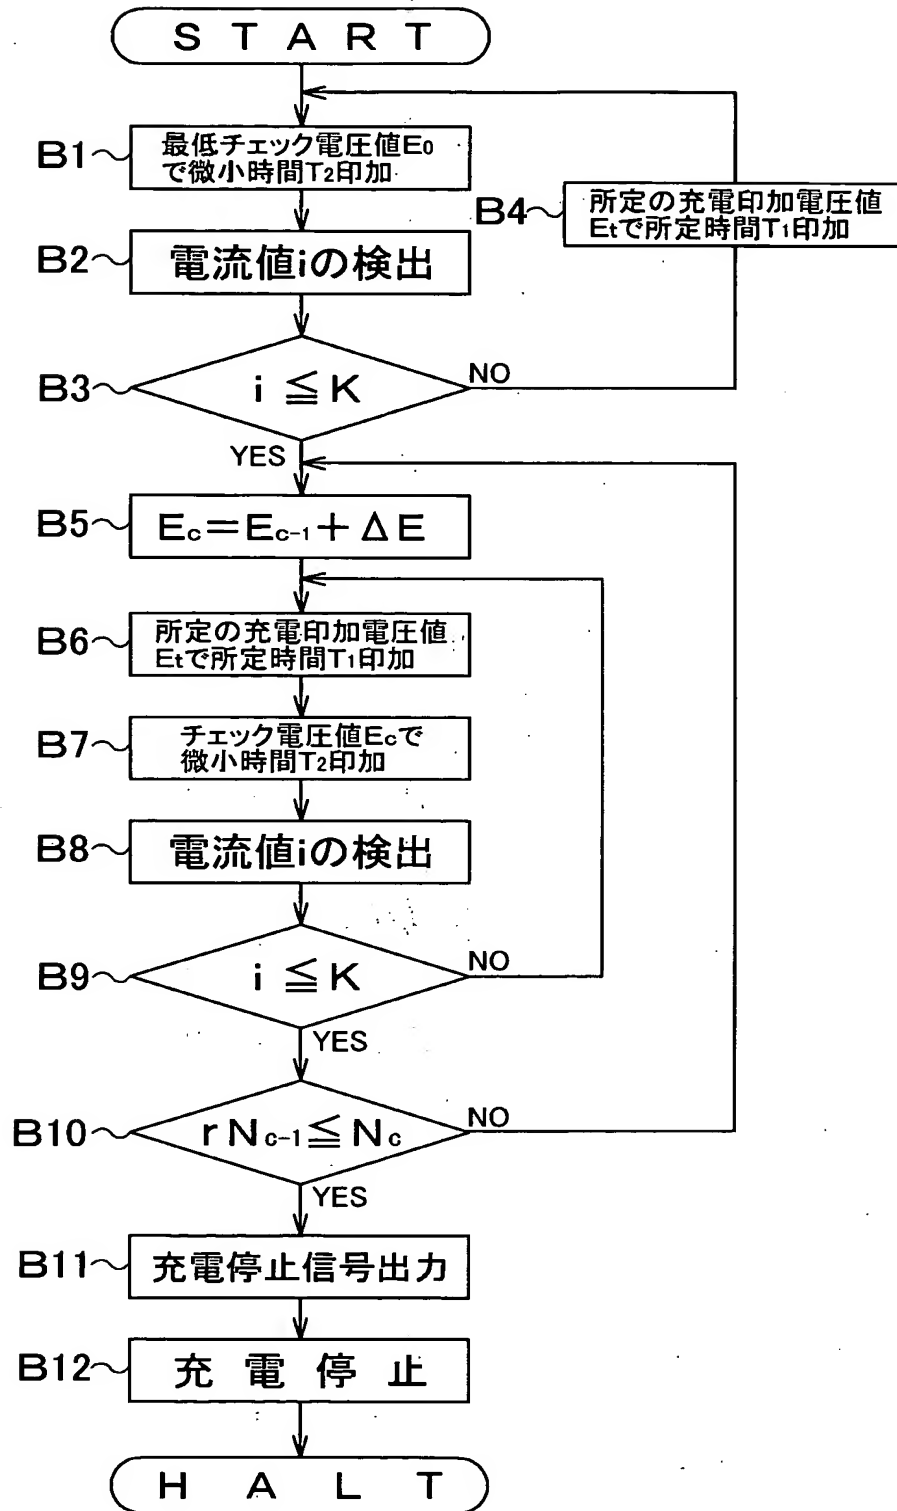 START
B1
最低チェック電圧値E₀
で微小時間T₂印加
B4
所定の充電印加電圧値
Etで所定時間T₁印加
B2
電流値iの検出
B3
i ≦ K
NO
YES
B5
E꜀=E꜀₋₁+ΔE
B6
所定の充電印加電圧値
Etで所定時間T₁印加
B7
チェック電圧値E꜀で
微小時間T₂印加
B8
電流値iの検出
B9
i ≦ K
NO
YES
B10
rN꜀₋₁≦N꜀
NO
YES
B11
充電停止信号出力
B12
充電停止
HALT